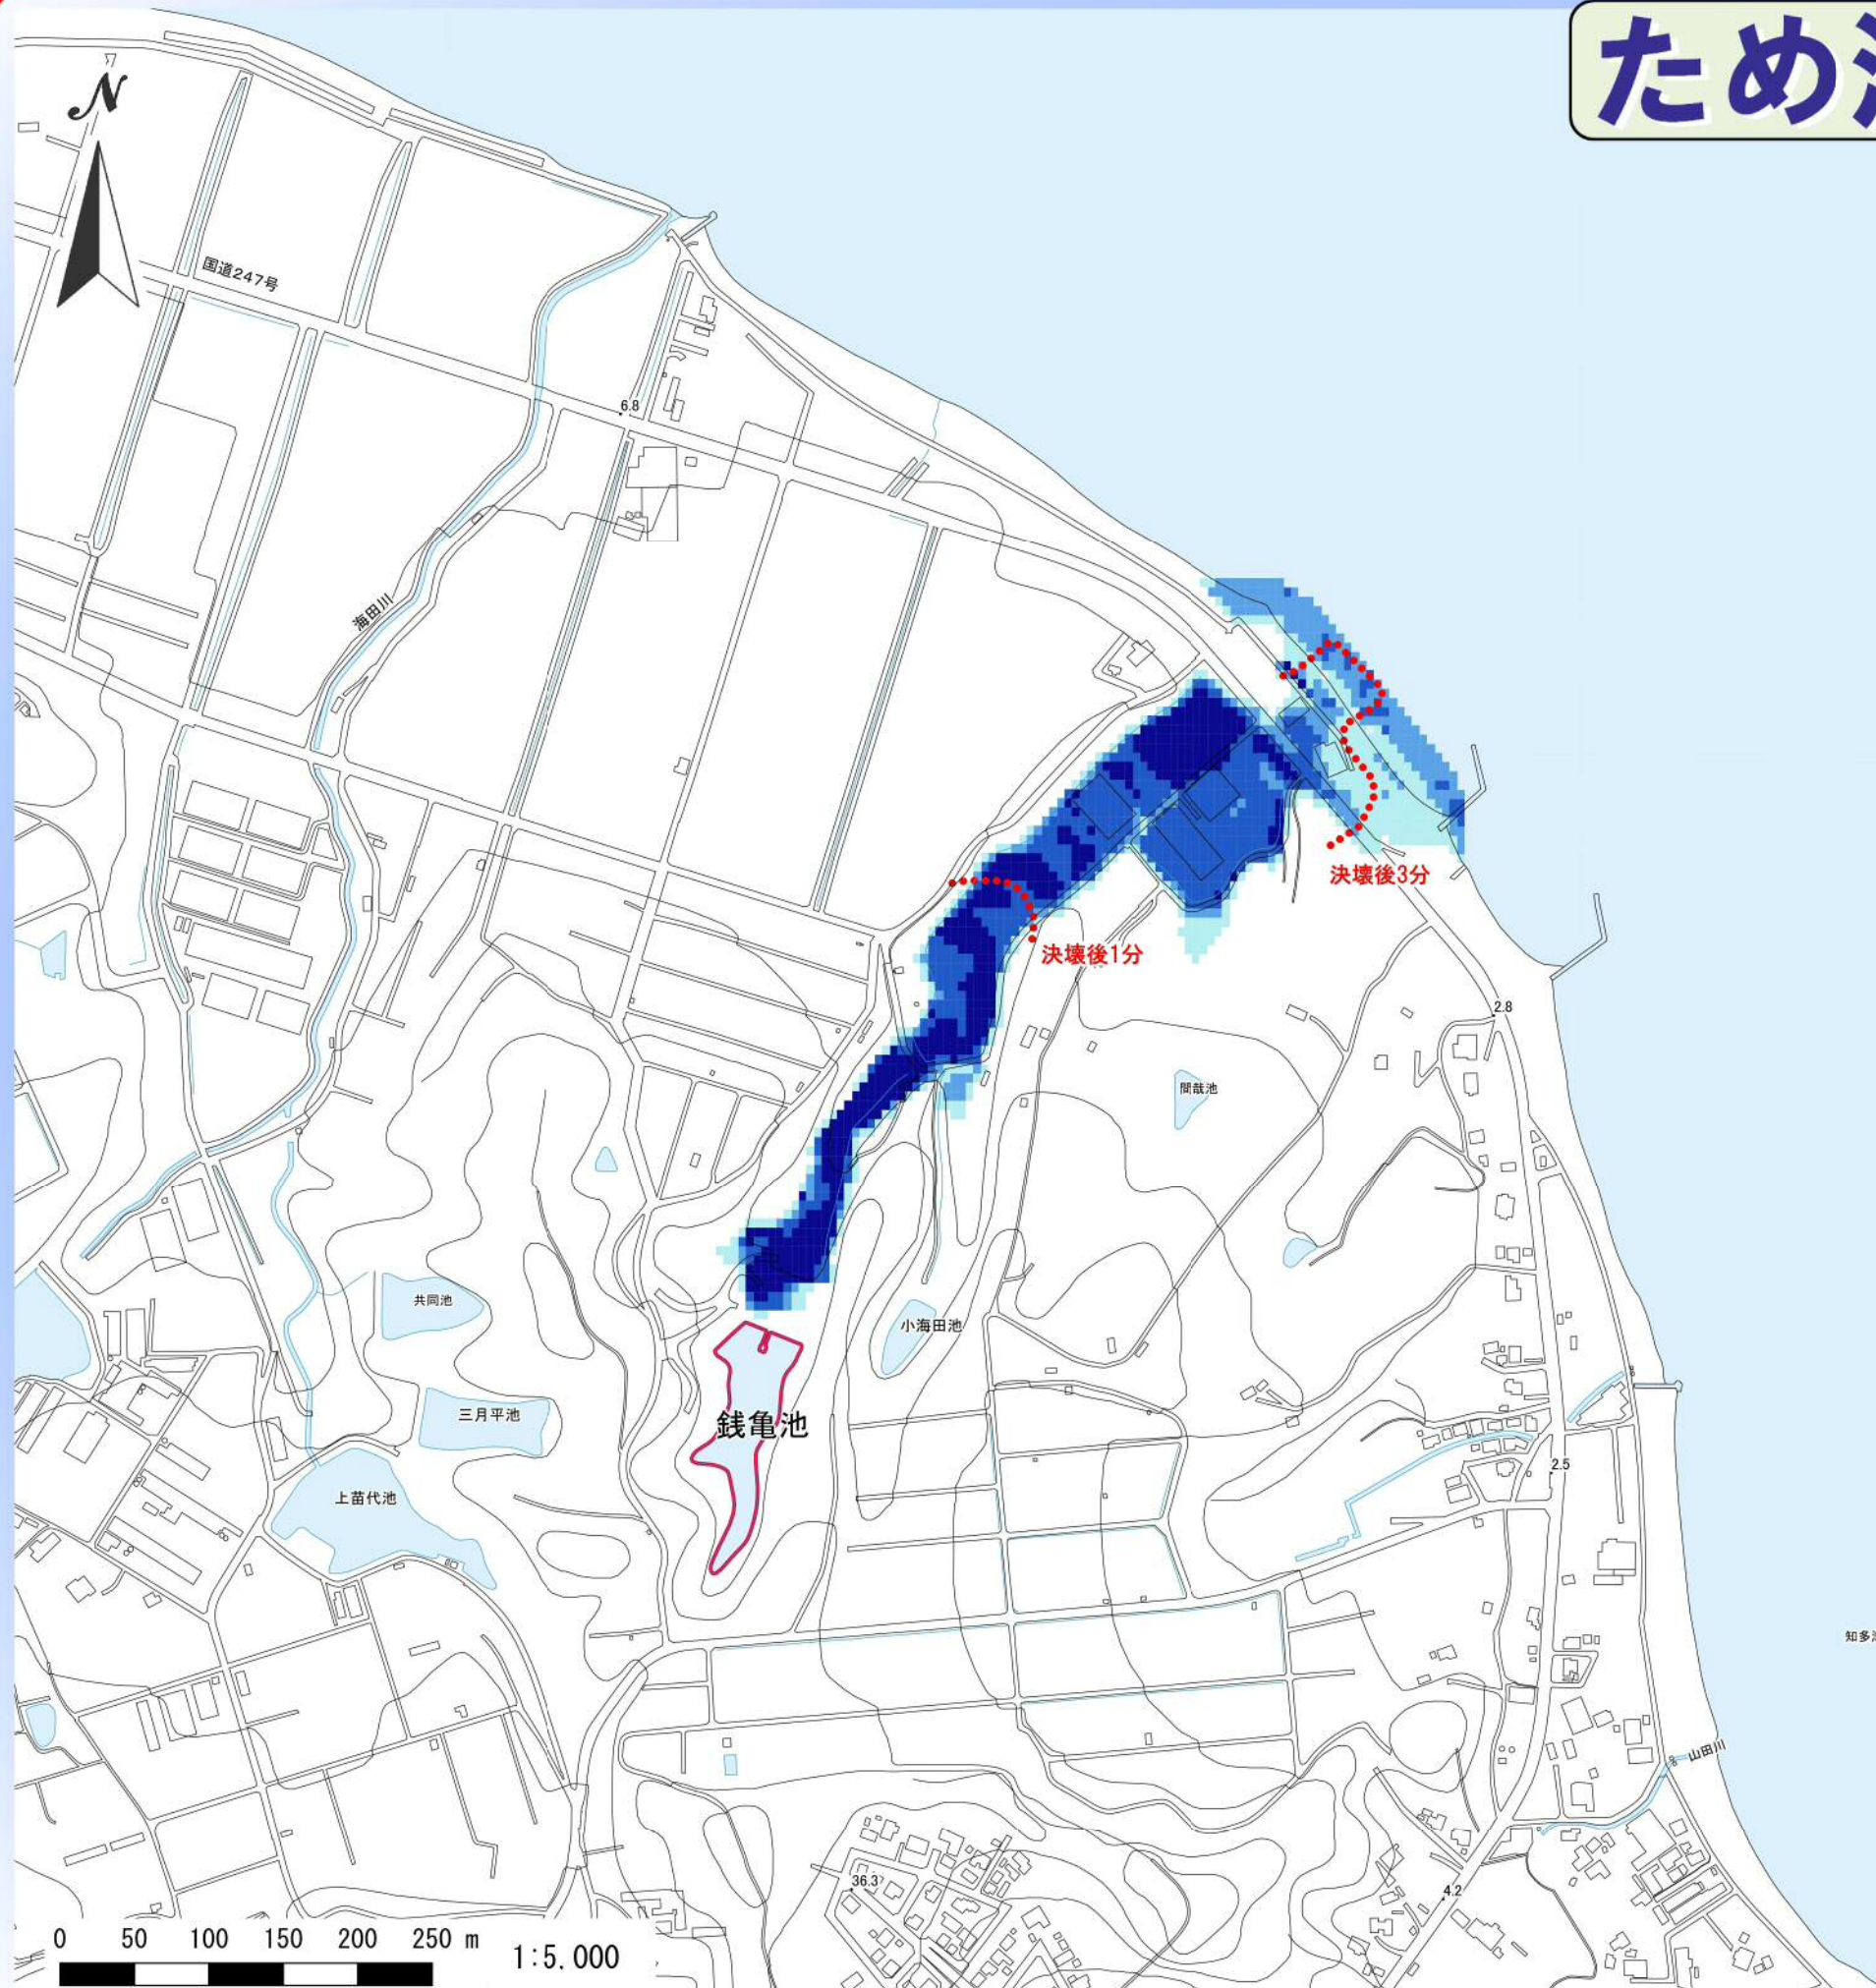 ため
N
国道247号
6.8
海田川
決壊後3分
決壊後1分
2.8
間哉池
共同池
小海田池
三月平池
銭亀池
上苗代池
2.5
知多
山田川
36.3
4.2
0 50 100 150 200 250 m
1:5,000